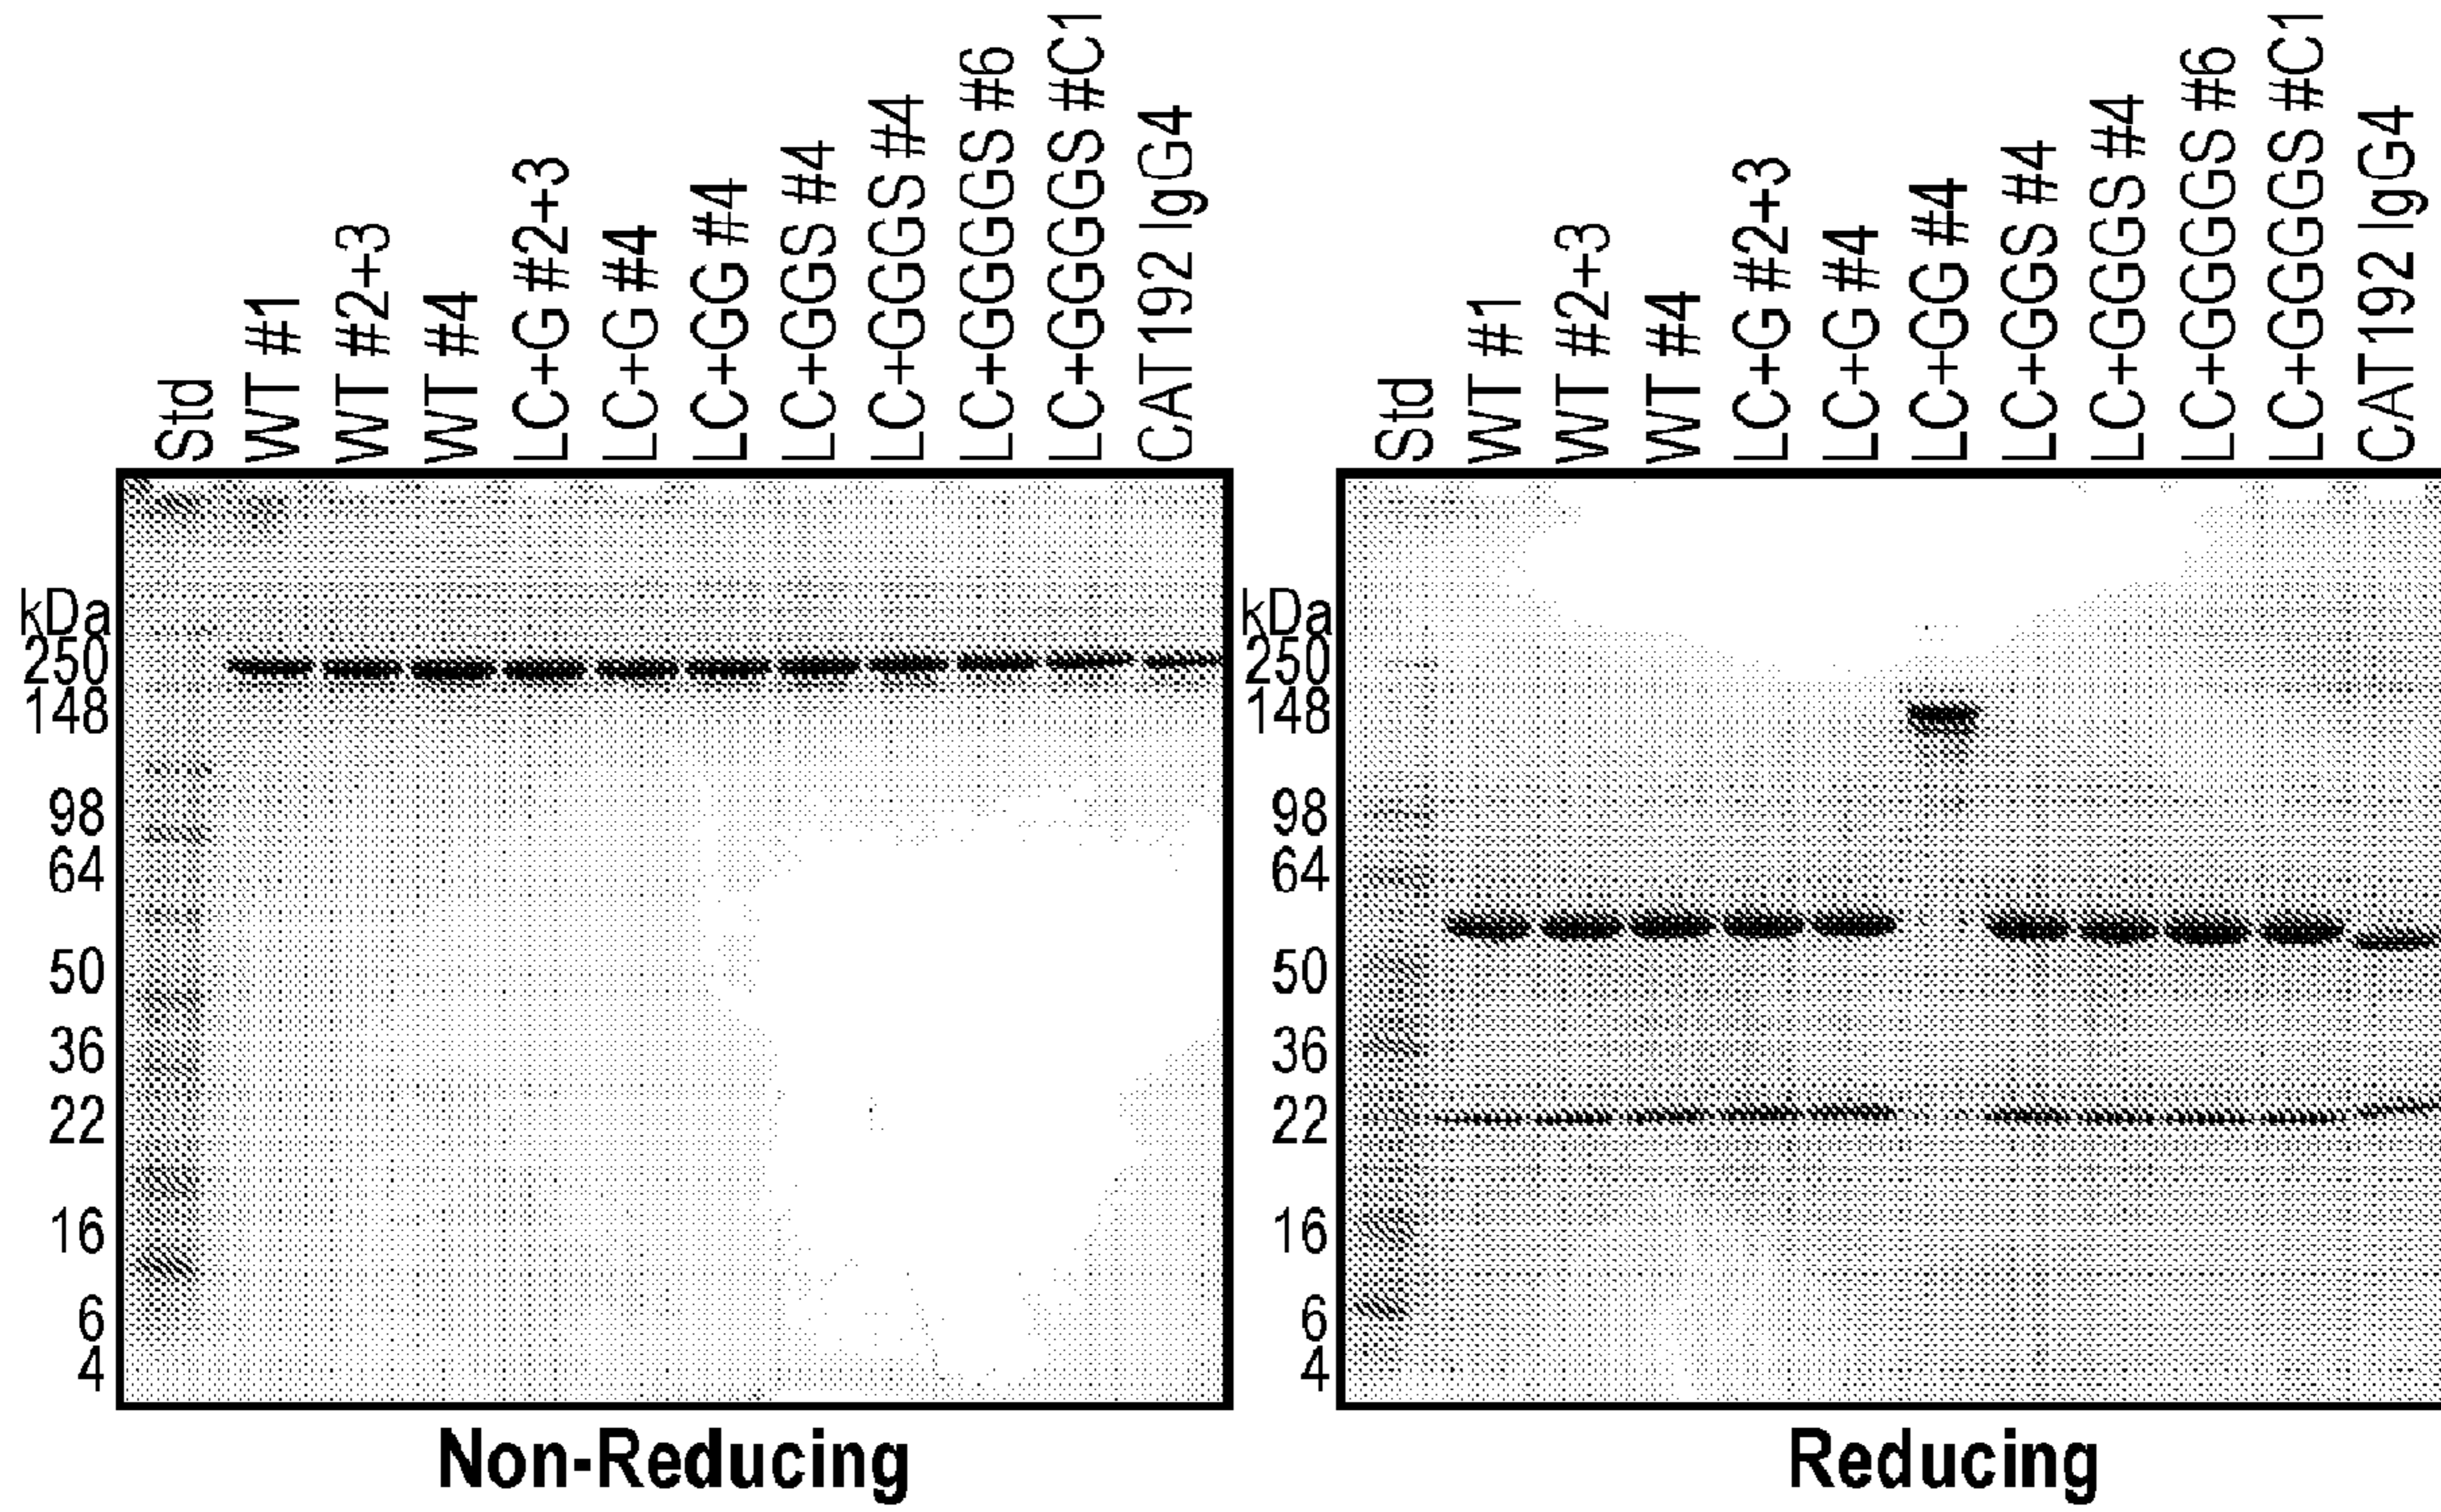 Std
WT #1
WT #2+3
WT #4
LC+G #2+3
LC+G #4
LC+GG #4
LC+GGS #4
LC+GGGS #4
LC+GGGGS #6
LC+GGGGS #C1
CAT192 IgG4
kDa
250
148
98
64
50
36
22
16
6
4
Non-Reducing
Std
WT #1
WT #2+3
WT #4
LC+G #2+3
LC+G #4
LC+GG #4
LC+GGS #4
LC+GGGS #4
LC+GGGGS #6
LC+GGGGS #C1
CAT192 IgG4
kDa
250
148
98
64
50
36
22
16
6
4
Reducing